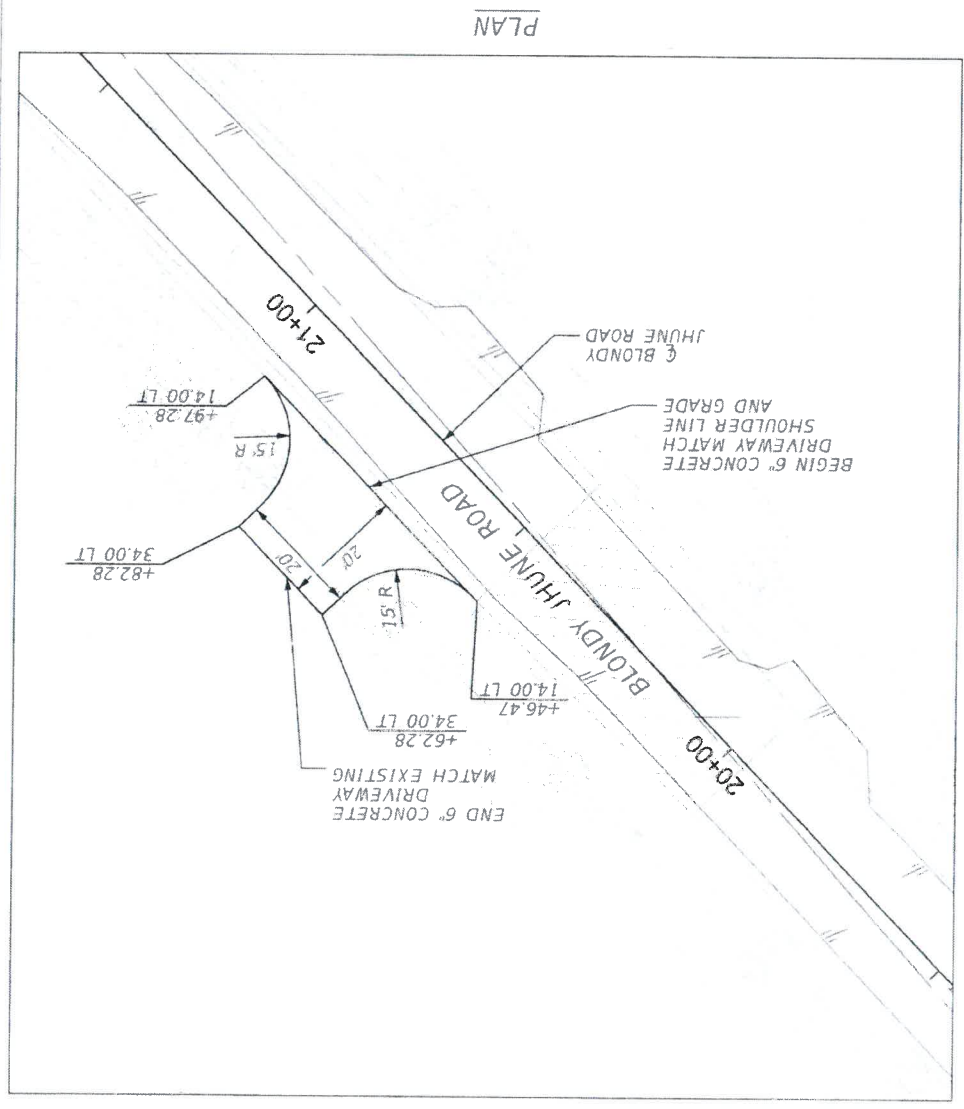 END 6" CONCRETE
DRIVEWAY
MATCH EXISTING
+62.28
34.00 LT
+46.47
14.00 LT
20+00
15' R
20'
20'
+82.28
34.00 LT
BLONDY JHUNE ROAD
15' R
+97.28
14.00 LT
BEGIN 6" CONCRETE
DRIVEWAY MATCH
SHOULDER LINE
AND GRADE
℄ BLONDY
JHUNE ROAD
21+00
PLAN